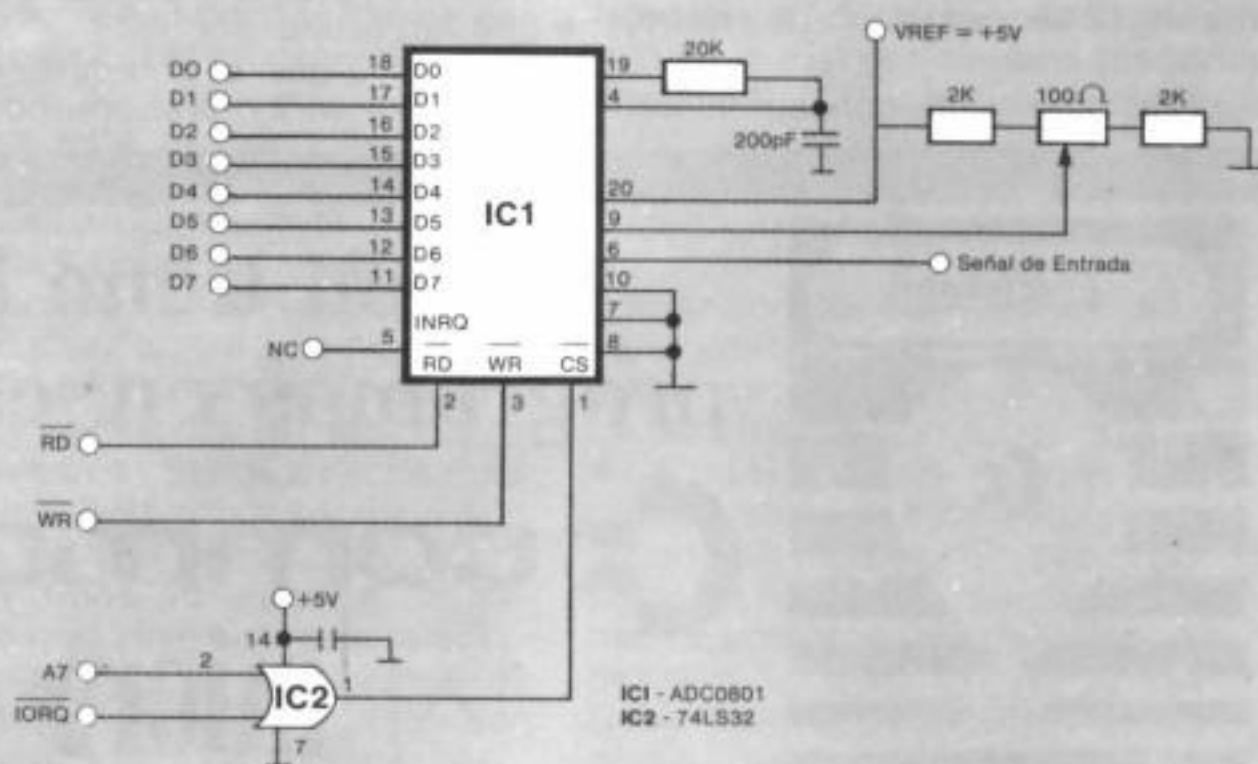 VREF = +5V
20K
2K
100Ω
2K
200pF
D0 18 D0
D1 17 D1
D2 16 D2
D3 15 D3
D4 14 D4
D5 13 D5
D6 12 D6
D7 11 D7
INRQ
NC 5
IC1
19
4
20
9
6 Señal de Entrada
10
7
8
RD WR CS
2 3 1
RD
WR
+5V
14
A7 2
IC2 1
IORQ
7
IC1 - ADC0801
IC2 - 74LS32